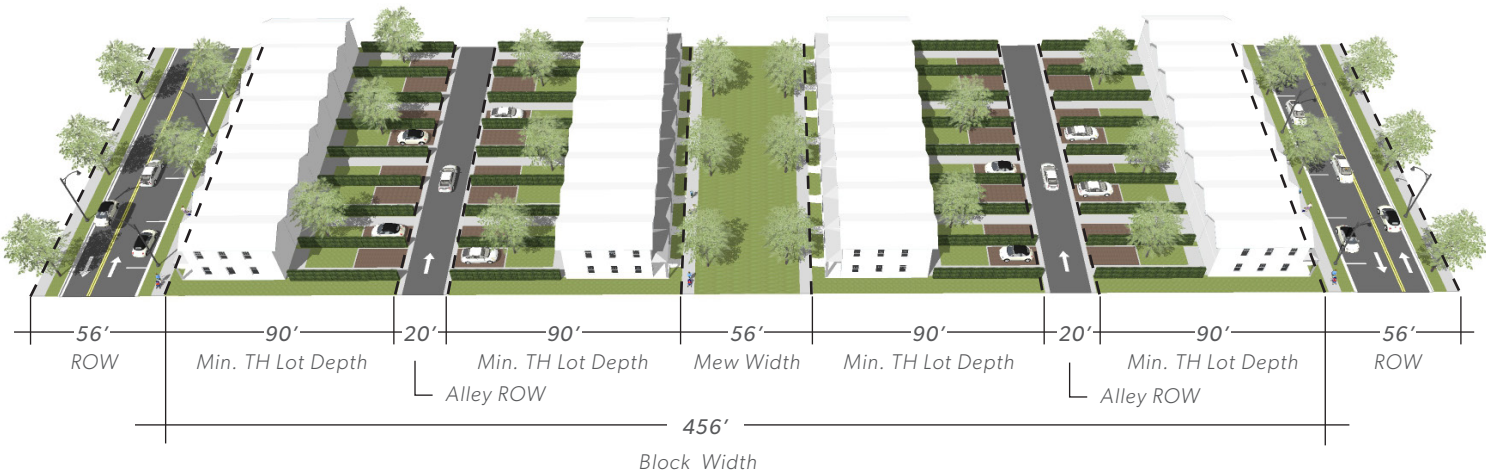 56’ 90’ 20’ 90’ 56’ 90’ 20’ 90’ 56’
ROW Min. TH Lot Depth Min. TH Lot Depth Mew Width Min. TH Lot Depth Min. TH Lot Depth ROW
Alley ROW Alley ROW
456’
Block Width